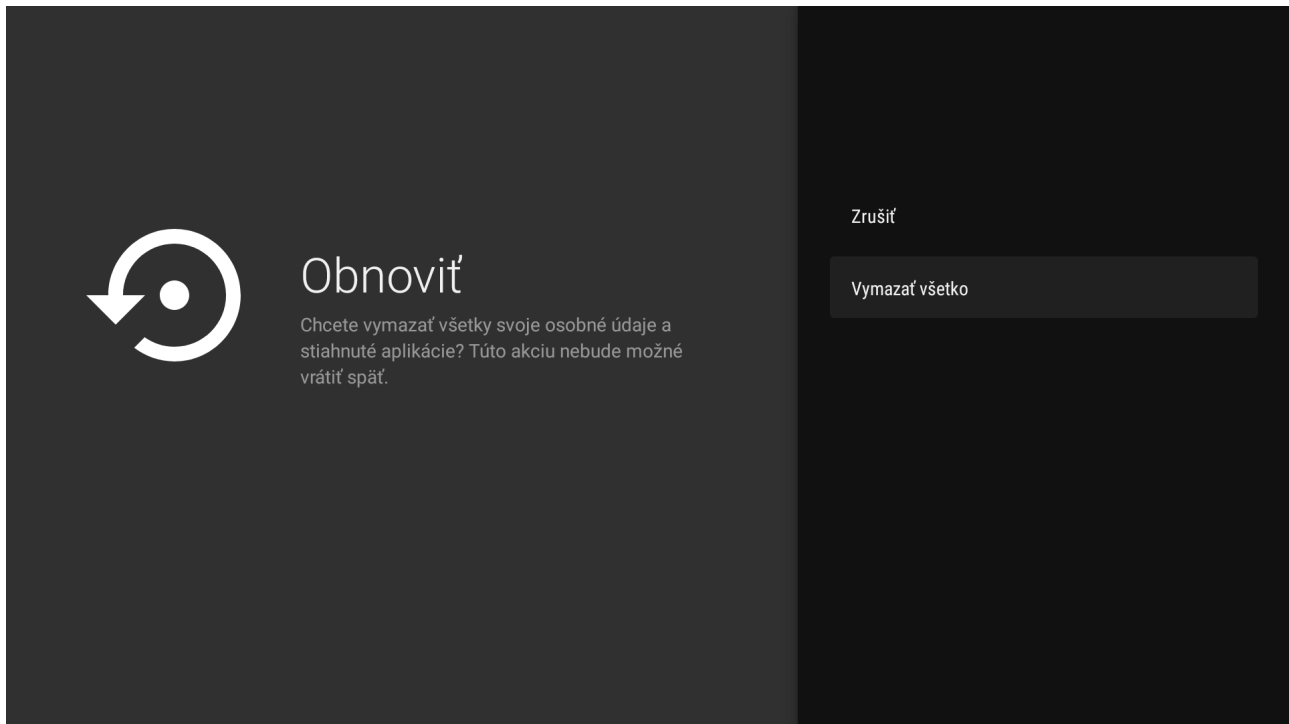 Obnoviť
Chcete vymazať všetky svoje osobné údaje a
stiahnuté aplikácie? Túto akciu nebude možné
vrátiť späť.
Zrušiť
Vymazať všetko